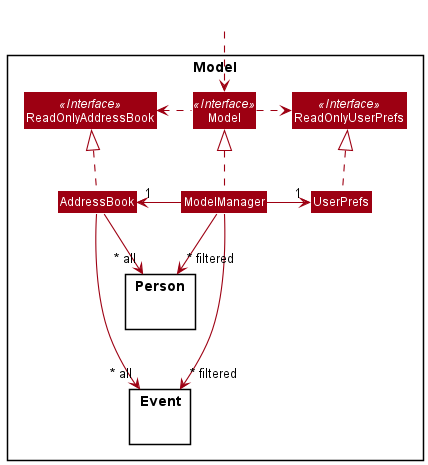 Model
«Interface»
ReadOnlyAddressBook
«Interface»
Model
«Interface»
ReadOnlyUserPrefs
AddressBook
1
ModelManager
1
UserPrefs
* all
* filtered
Person
* all
* filtered
Event